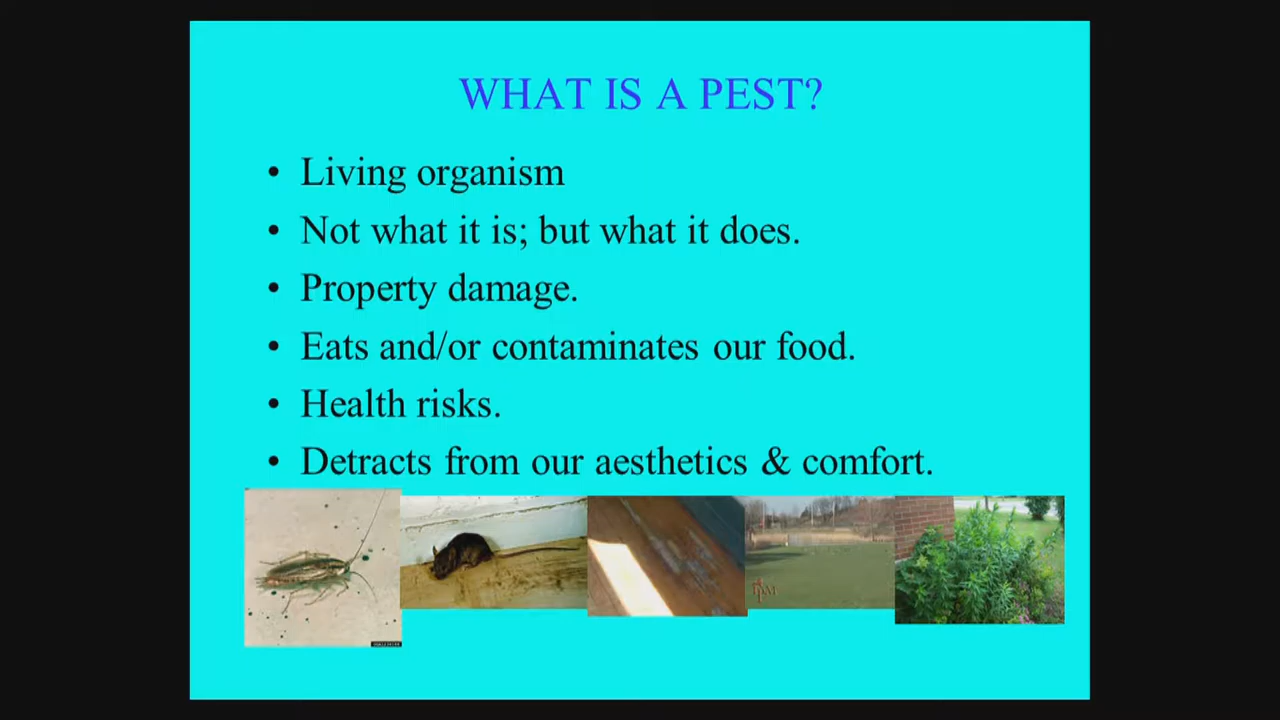 WHAT IS A PEST?
• Living organism
• Not what it is; but what it does.
• Property damage.
• Eats and/or contaminates our food.
• Health risks.
• Detracts from our aesthetics & comfort.